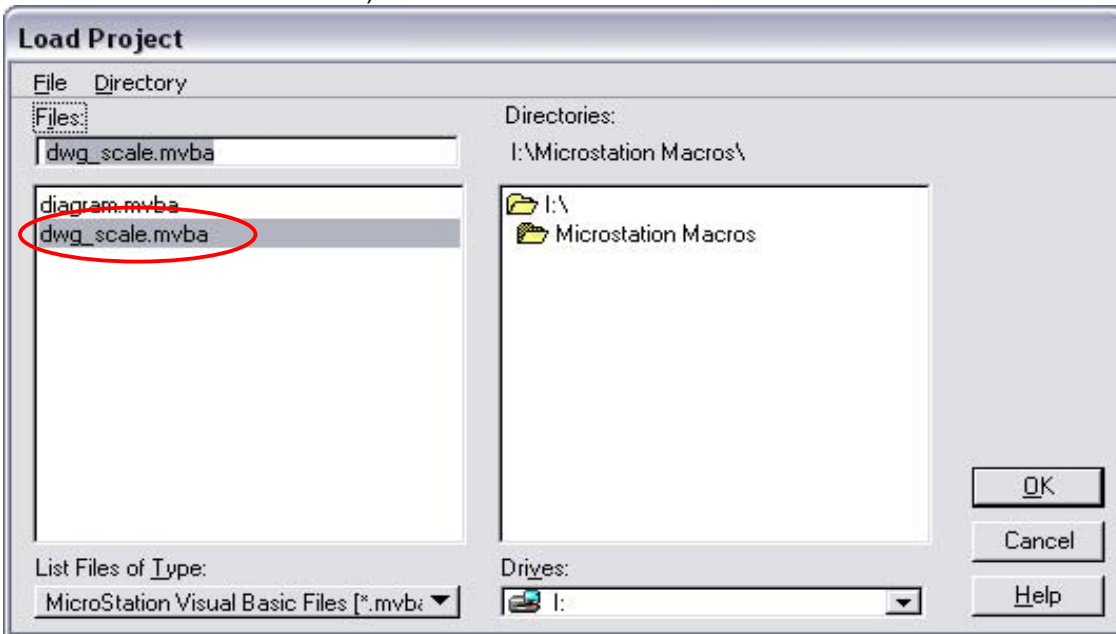 Load Project
File Directory
Files:
dwg_scale.mvba
diagram.mvba
dwg_scale.mvba
Directories:
I:\Microstation Macros\
I:\
Microstation Macros
OK
Cancel
Help
List Files of Type:
MicroStation Visual Basic Files [*.mvba
Drives:
I: